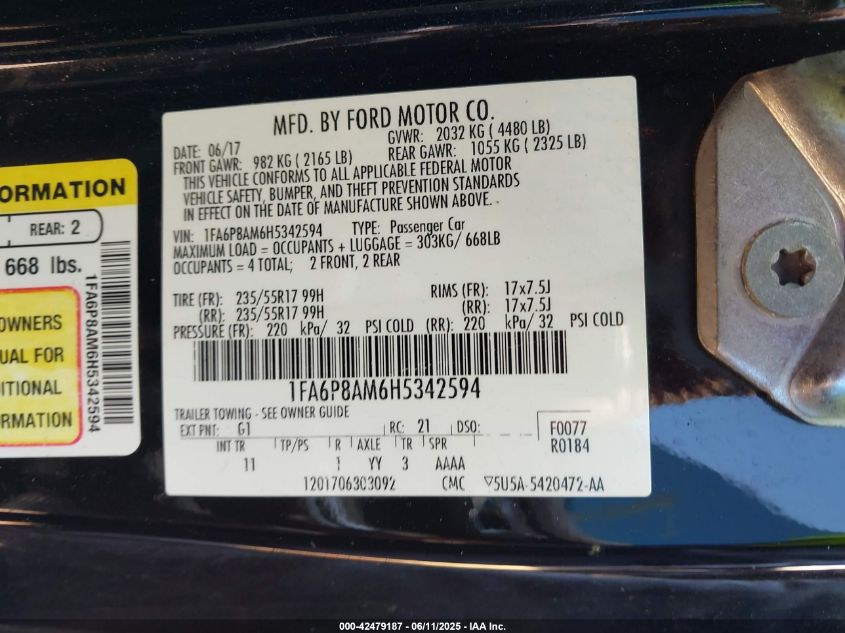 ORMATION
REAR: 2
668 lbs.
OWNERS
UAL FOR
DITIONAL
ORMATION
1FA6P8AM6H5342594
MFD. BY FORD MOTOR CO.
DATE: 06/17 GVWR: 2032 KG ( 4480 LB)
FRONT GAWR: 982 KG ( 2165 LB) REAR GAWR: 1055 KG ( 2325 LB)
THIS VEHICLE CONFORMS TO ALL APPLICABLE FEDERAL MOTOR
VEHICLE SAFETY, BUMPER, AND THEFT PREVENTION STANDARDS
IN EFFECT ON THE DATE OF MANUFACTURE SHOWN ABOVE.
VIN: 1FA6P8AM6H5342594 TYPE: Passenger Car
MAXIMUM LOAD = OCCUPANTS + LUGGAGE = 303KG/ 668LB
OCCUPANTS = 4 TOTAL; 2 FRONT, 2 REAR
TIRE (FR): 235/55R17 99H RIMS (FR): 17x7.5J
(RR): 235/55R17 99H (RR): 17x7.5J
PRESSURE (FR): 220 kPa/ 32 PSI COLD (RR): 220 kPa/ 32 PSI COLD
1FA6P8AM6H5342594
TRAILER TOWING - SEE OWNER GUIDE
EXT PNT: G1 RC: 21 DSO: F0077
INT TR TP/PS R AXLE TR SPR R0184
11 1 YY 3 AAAA
1201706303092 CMC ▽5U5A-5420472-AA
000-42479187 - 06/11/2025 - IAA Inc.